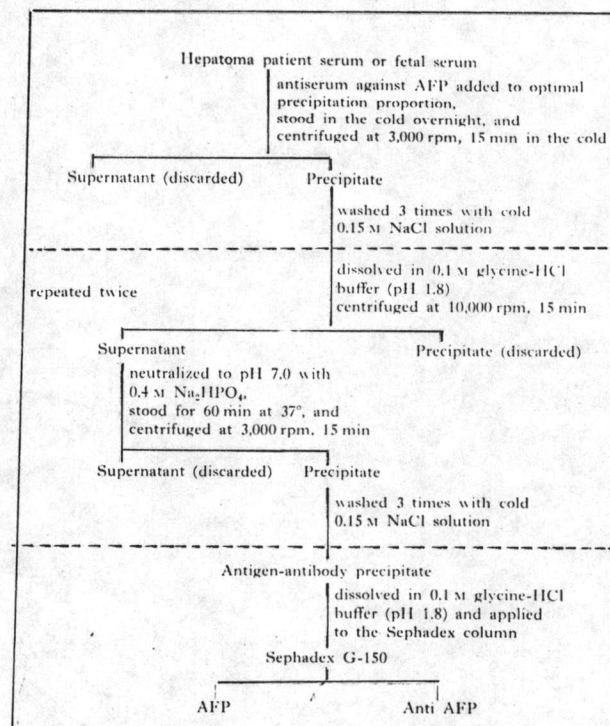 Hepatoma patient serum or fetal serum
antiserum against AFP added to optimal
precipitation proportion,
stood in the cold overnight, and
centrifuged at 3,000 rpm, 15 min in the cold
Supernatant (discarded) Precipitate
washed 3 times with cold
0.15 M NaCl solution
dissolved in 0.1 M glycine-HCl
repeated twice buffer (pH 1.8)
centrifuged at 10,000 rpm, 15 min
Supernatant Precipitate (discarded)
neutralized to pH 7.0 with
0.4 M Na₂HPO₄,
stood for 60 min at 37°, and
centrifuged at 3,000 rpm, 15 min
Supernatant (discarded) Precipitate
washed 3 times with cold
0.15 M NaCl solution
Antigen-antibody precipitate
dissolved in 0.1 M glycine-HCl
buffer (pH 1.8) and applied
to the Sephadex column
Sephadex G-150
AFP Anti AFP